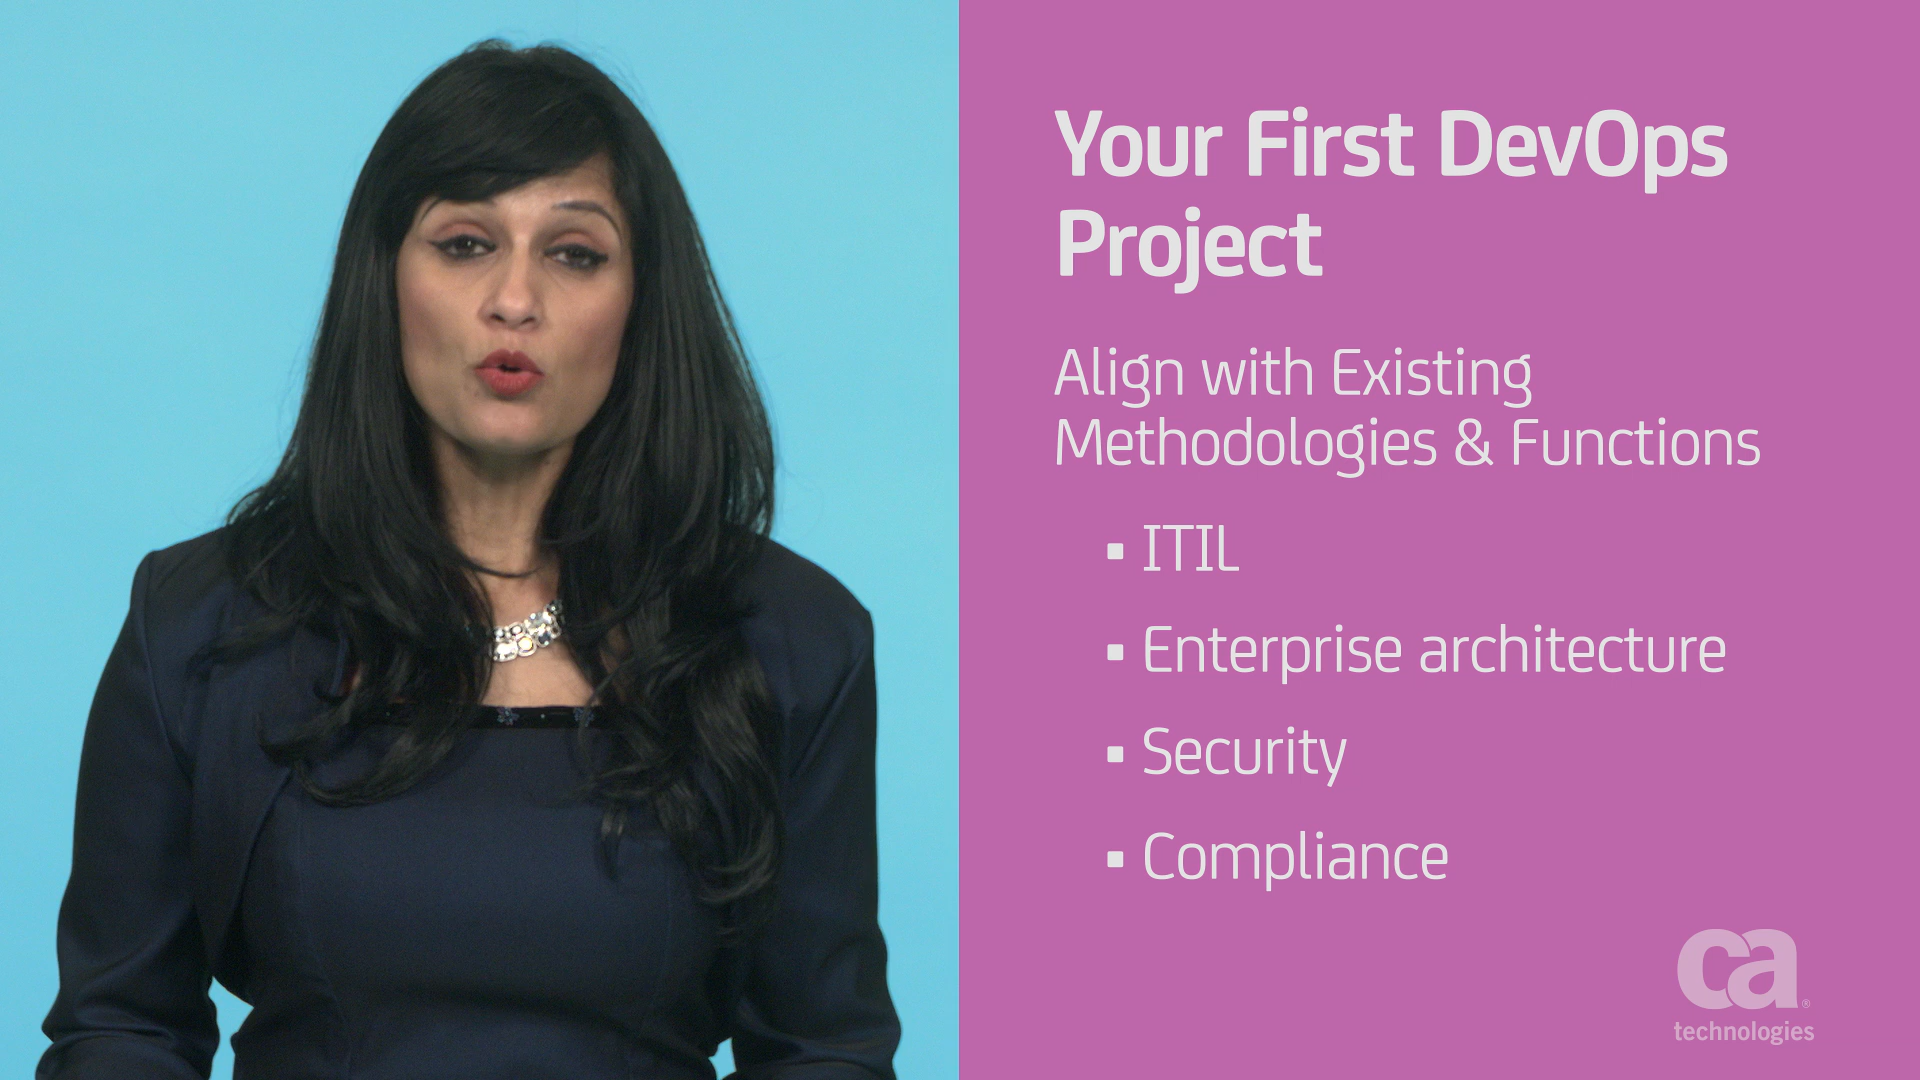 Your First DevOps
Project
Align with Existing
Methodologies & Functions
▪ ITIL
▪ Enterprise architecture
▪ Security
▪ Compliance
ca®
technologies